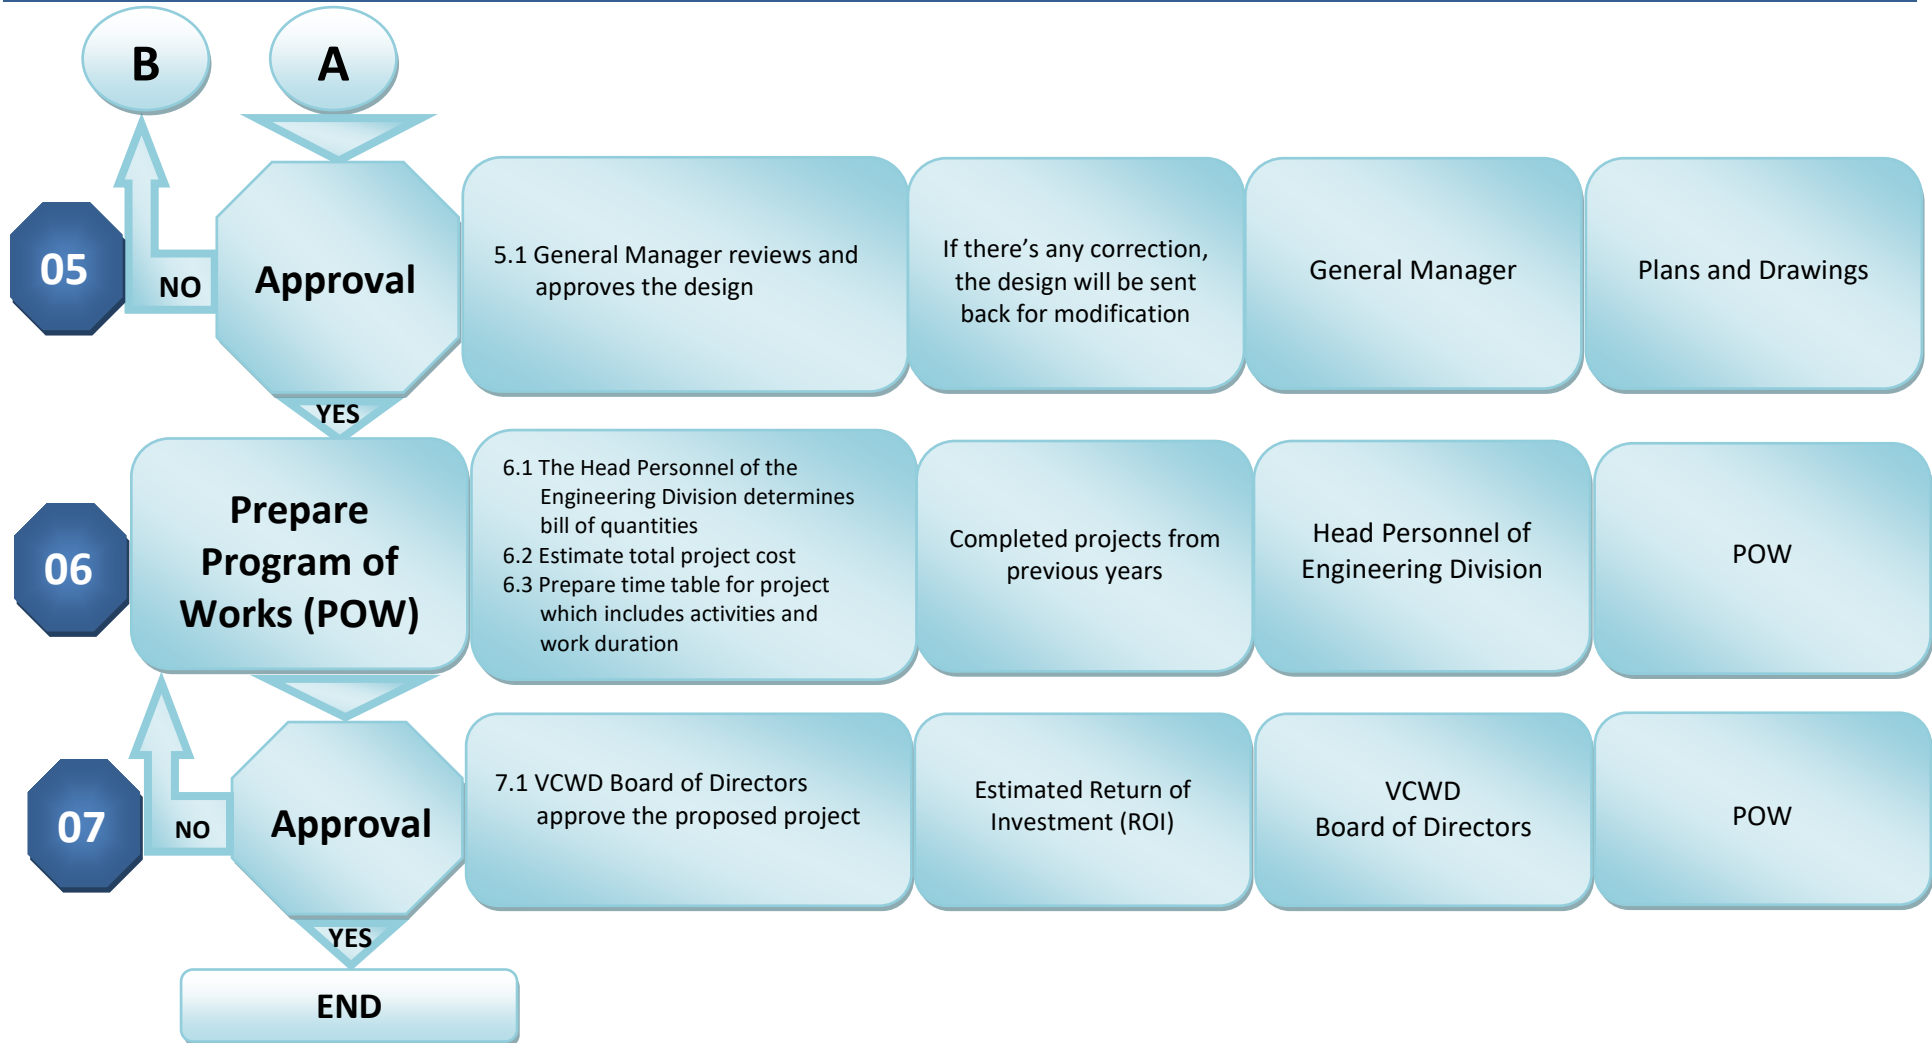 B
A
05
NO
Approval
5.1 General Manager reviews and
approves the design
If there’s any correction,
the design will be sent
back for modification
General Manager
Plans and Drawings
YES
06
Prepare
Program of
Works (POW)
6.1 The Head Personnel of the
Engineering Division determines
bill of quantities
6.2 Estimate total project cost
6.3 Prepare time table for project
which includes activities and
work duration
Completed projects from
previous years
Head Personnel of
Engineering Division
POW
07
NO
Approval
7.1 VCWD Board of Directors
approve the proposed project
Estimated Return of
Investment (ROI)
VCWD
Board of Directors
POW
YES
END